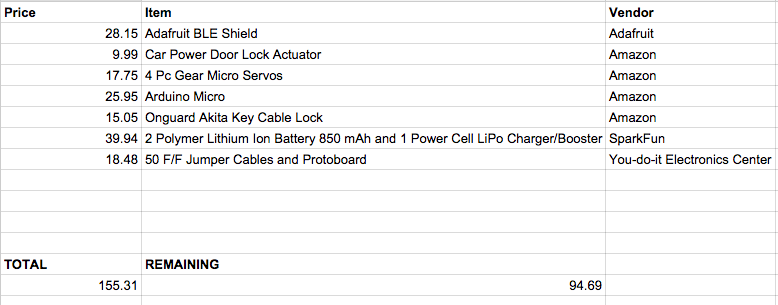 Price Item Vendor
28.15 Adafruit BLE Shield Adafruit
9.99 Car Power Door Lock Actuator Amazon
17.75 4 Pc Gear Micro Servos Amazon
25.95 Arduino Micro Amazon
15.05 Onguard Akita Key Cable Lock Amazon
39.94 2 Polymer Lithium Ion Battery 850 mAh and 1 Power Cell LiPo Charger/Booster SparkFun
18.48 50 F/F Jumper Cables and Protoboard You-do-it Electronics Center
TOTAL REMAINING
155.31 94.69